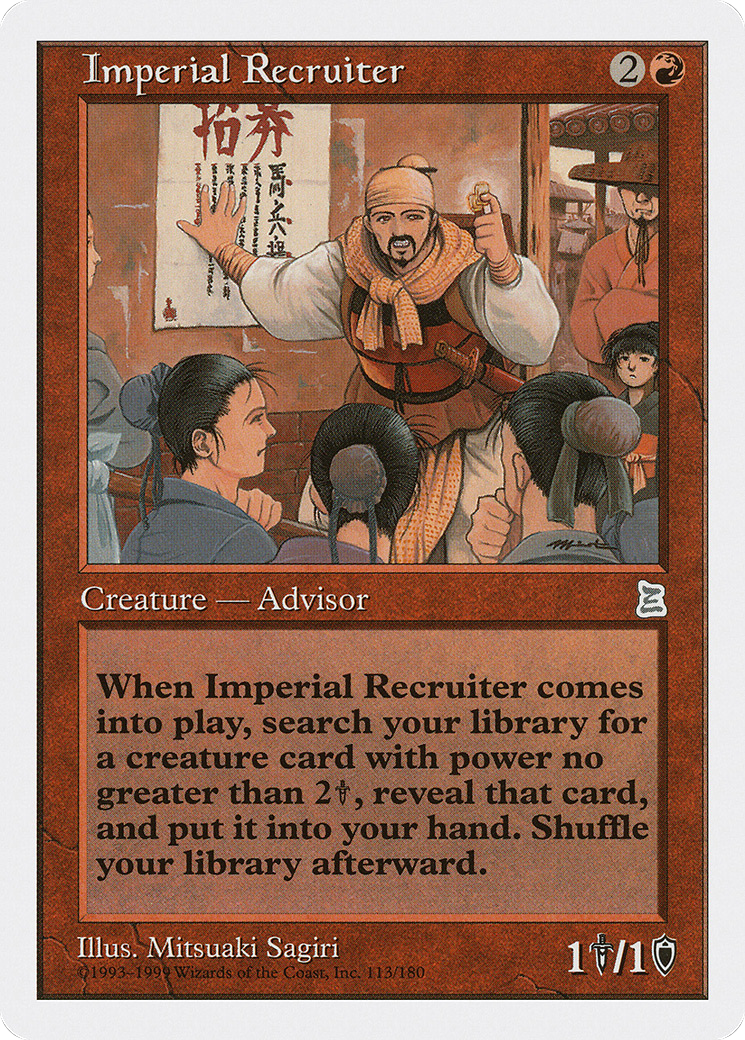 Imperial Recruiter
2
招募
Creature — Advisor
When Imperial Recruiter comes
into play, search your library for
a creature card with power no
greater than 2, reveal that card,
and put it into your hand. Shuffle
your library afterward.
Illus. Mitsuaki Sagiri
1/1
©1993–1999 Wizards of the Coast, Inc. 113/180